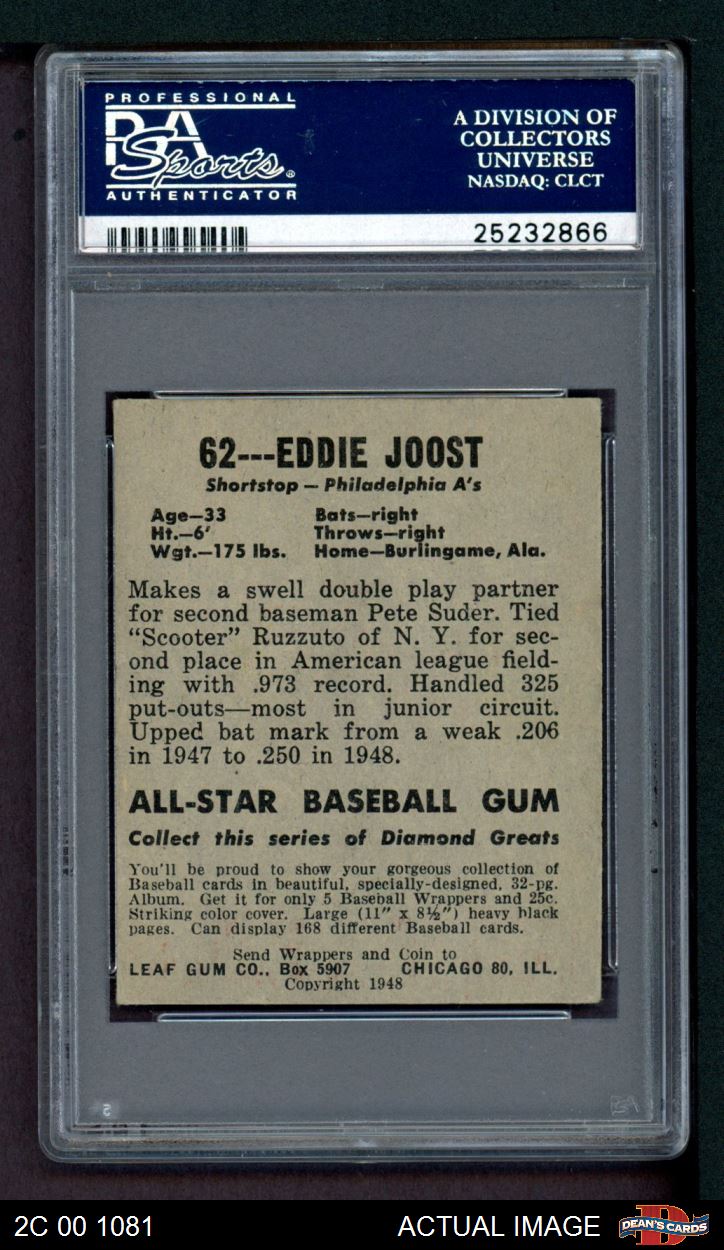 PROFESSIONAL
PSA
Sports®
AUTHENTICATOR
A DIVISION OF
COLLECTORS
UNIVERSE
NASDAQ: CLCT
25232866
62---EDDIE JOOST
Shortstop — Philadelphia A's
Age—33 Bats—right
Ht.—6' Throws—right
Wgt.—175 lbs. Home—Burlingame, Ala.
Makes a swell double play partner
for second baseman Pete Suder. Tied
“Scooter” Ruzzuto of N. Y. for sec-
ond place in American league field-
ing with .973 record. Handled 325
put-outs—most in junior circuit.
Upped bat mark from a weak .206
in 1947 to .250 in 1948.
ALL-STAR BASEBALL GUM
Collect this series of Diamond Greats
You'll be proud to show your gorgeous collection of
Baseball cards in beautiful, specially-designed, 32-pg.
Album. Get it for only 5 Baseball Wrappers and 25c.
Striking color cover. Large (11" x 8½") heavy black
pages. Can display 168 different Baseball cards.
Send Wrappers and Coin to
LEAF GUM CO., Box 5907 CHICAGO 80, ILL.
Copyright 1948
2C 00 1081 ACTUAL IMAGE DEAN'S CARDS